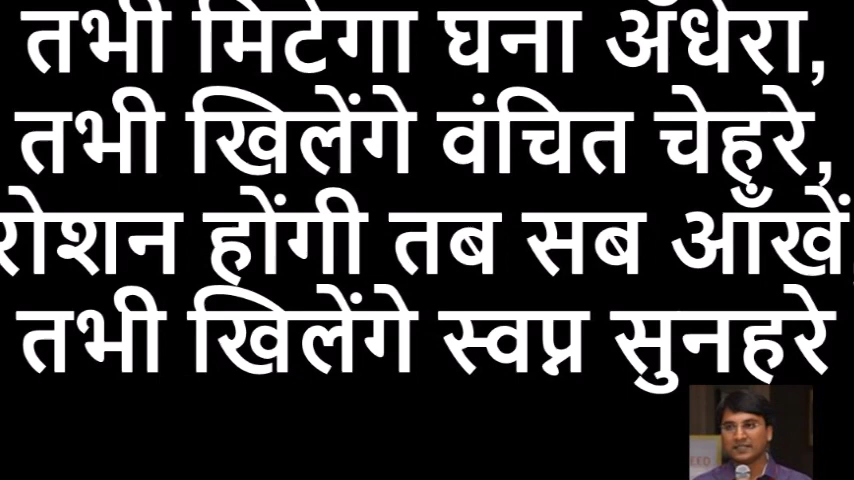 तभी मिटेगा घना अँधेरा,
तभी खिलेंगे वंचित चेहरे,
रोशन होंगी तब सब आँखें,
तभी खिलेंगे स्वप्न सुनहरे